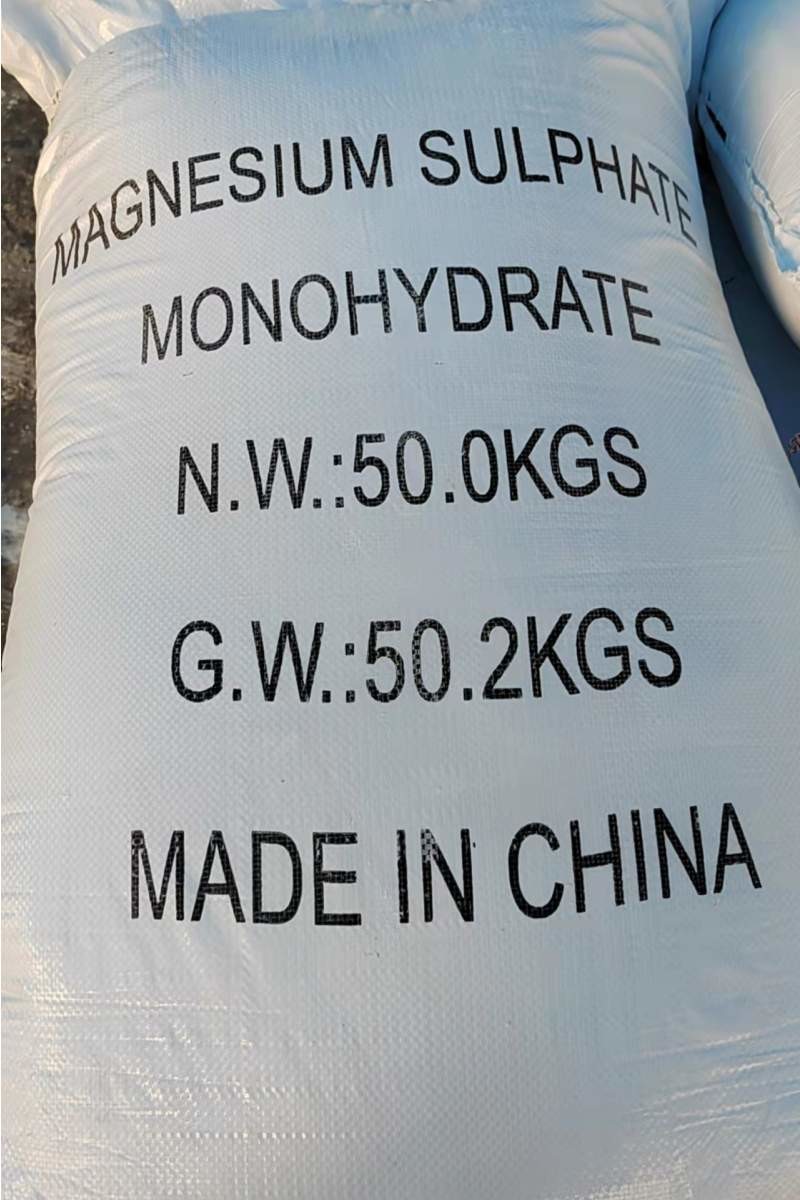 MAGNESIUM SULPHATE
MONOHYDRATE
N.W.:50.0KGS
G.W.:50.2KGS
MADE IN CHINA